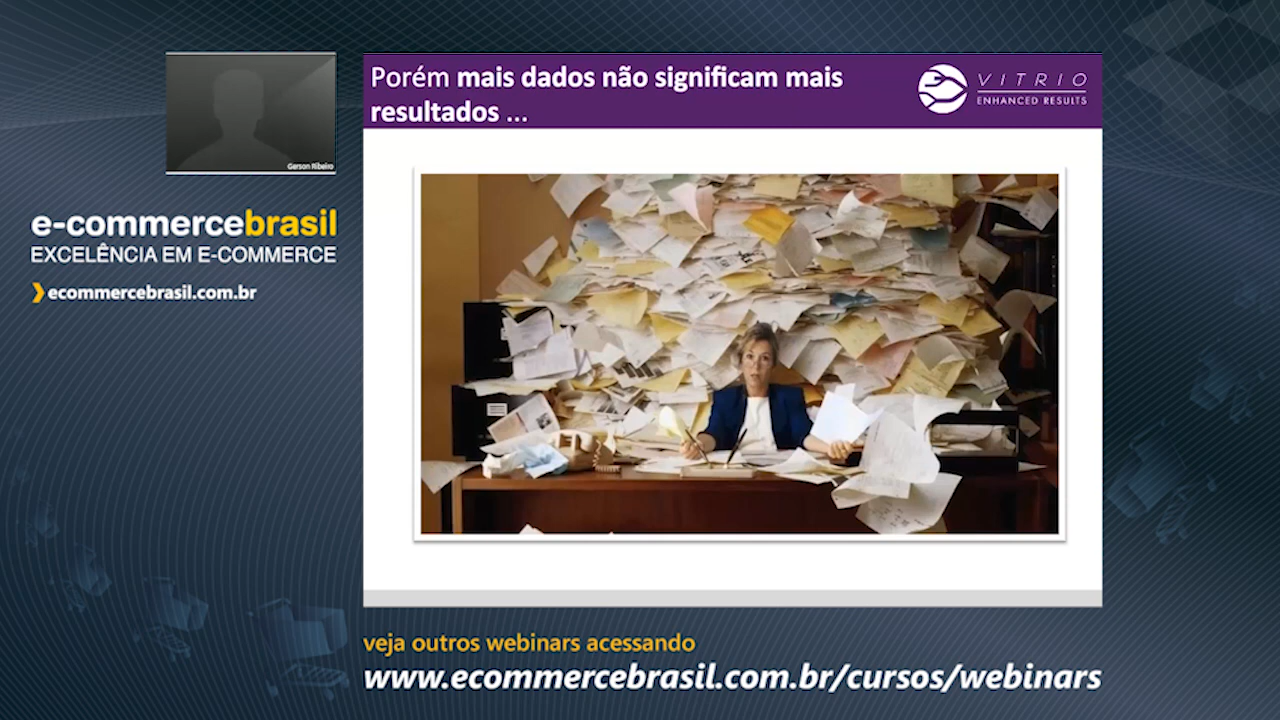 Gerson Ribeiro
e-commercebrasil
EXCELÊNCIA EM E-COMMERCE
ecommercebrasil.com.br
Porém mais dados não significam mais
resultados ...
VITRIO
ENHANCED RESULTS
veja outros webinars acessando
www.ecommercebrasil.com.br/cursos/webinars